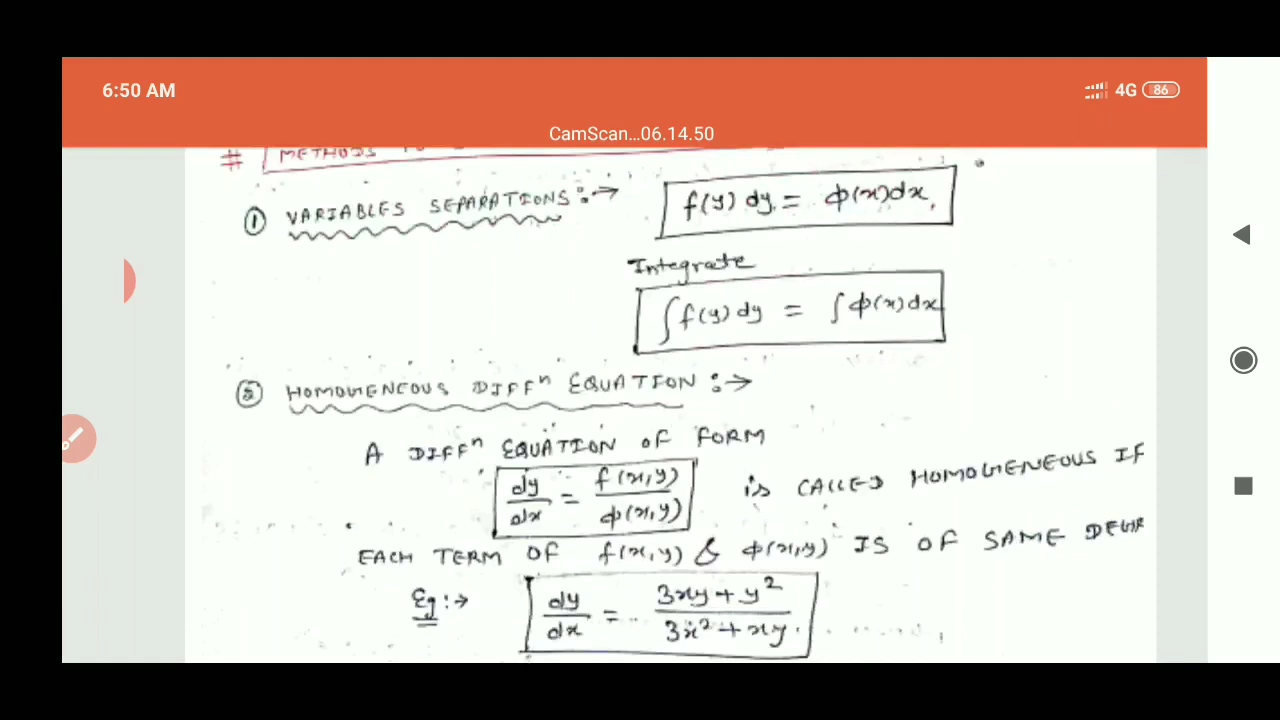 6:50 AM 4G 86
CamScan...06.14.50
# METHODS
① VARIABLES SEPARATIONS :→ f(y) dy = ϕ(x)dx.
Integrate
∫f(y) dy = ∫ϕ(x)dx
② HOMOGENEOUS DIFFⁿ EQUATION :→
A DIFFⁿ EQUATION OF FORM
dy/dx = f(x,y)/ϕ(x,y) is CALLED HOMOGENEOUS IF
EACH TERM OF f(x,y) & ϕ(x,y) IS OF SAME DEGR
Eg :→ dy/dx = 3xy + y²/3x² + xy.